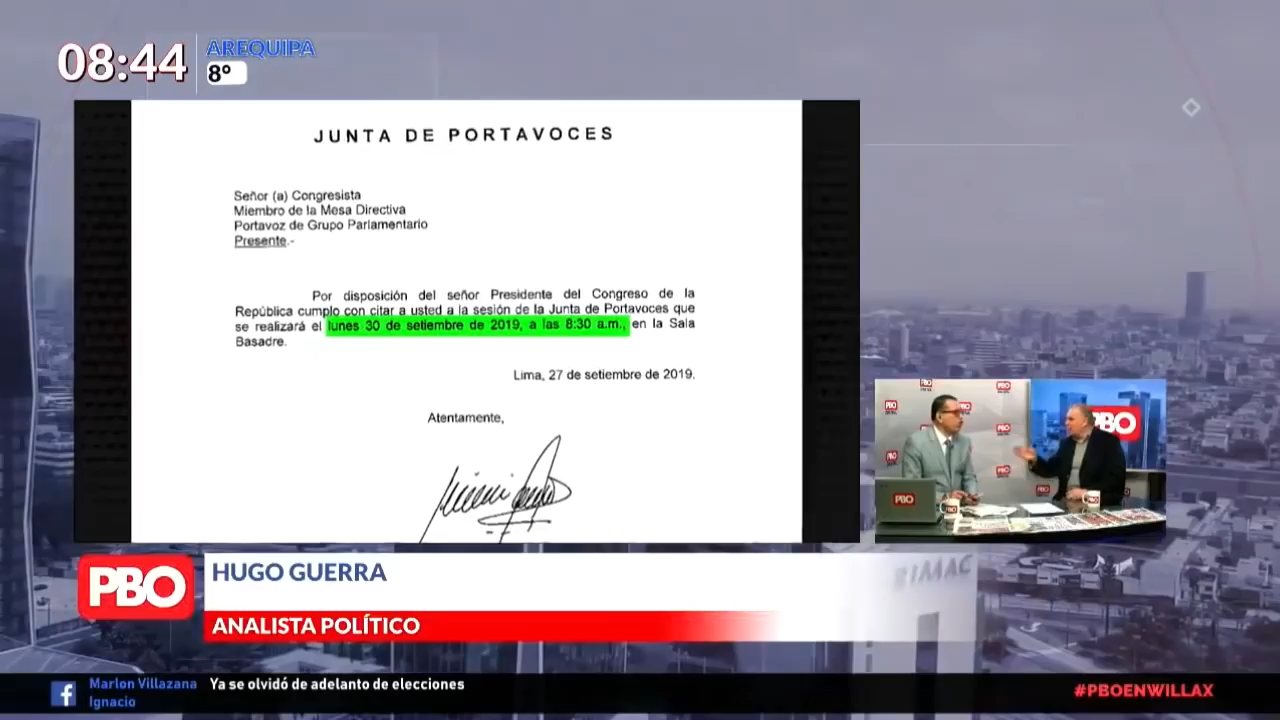 08:44
AREQUIPA
8°
JUNTA DE PORTAVOCES
Señor (a) Congresista
Miembro de la Mesa Directiva
Portavoz de Grupo Parlamentario
Presente.-
Por disposición del señor Presidente del Congreso de la
República cumplo con citar a usted a la sesión de la Junta de Portavoces que
se realizará el lunes 30 de setiembre de 2019, a las 8:30 a.m., en la Sala
Basadre.
Lima, 27 de setiembre de 2019.
Atentamente,
PBO
PBO
PBO
HUGO GUERRA
ANALISTA POLÍTICO
RIMAC
Marlon Villazana Ignacio
Ya se olvidó de adelanto de elecciones
#PBOENWILLAX